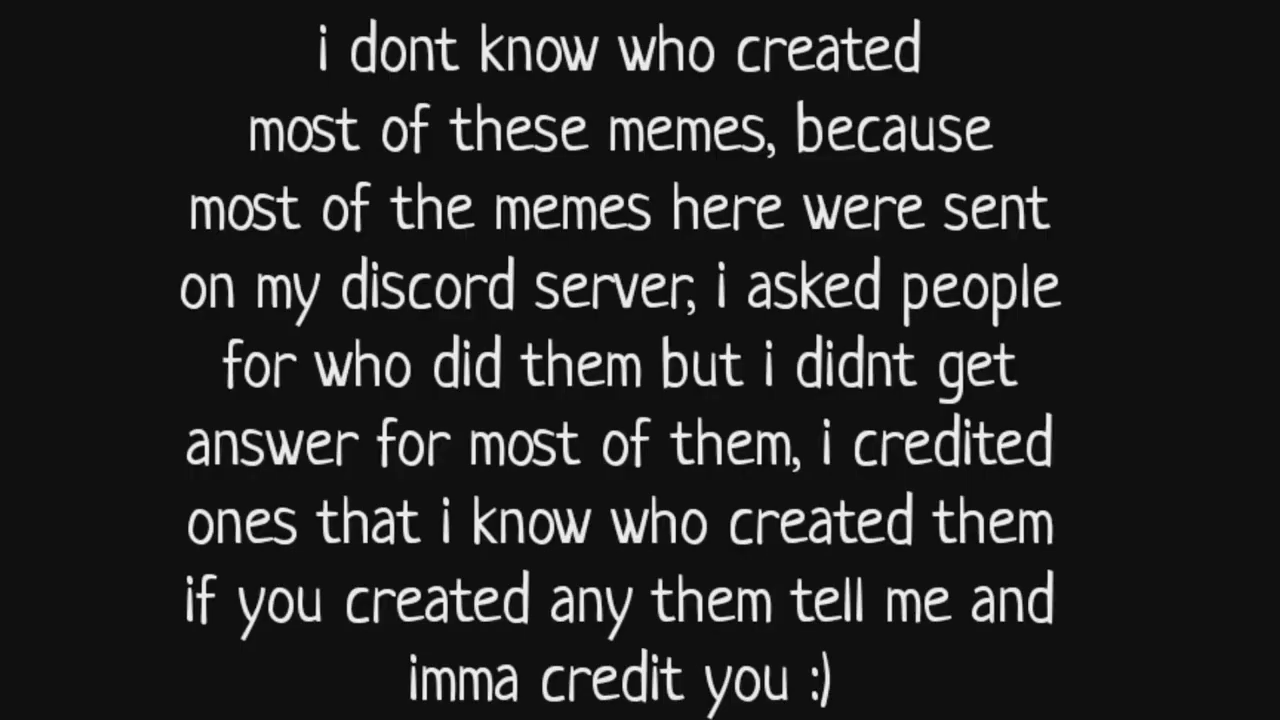 i dont know who created
most of these memes, because
most of the memes here were sent
on my discord server, i asked people
for who did them but i didnt get
answer for most of them, i credited
ones that i know who created them
if you created any them tell me and
imma credit you :)